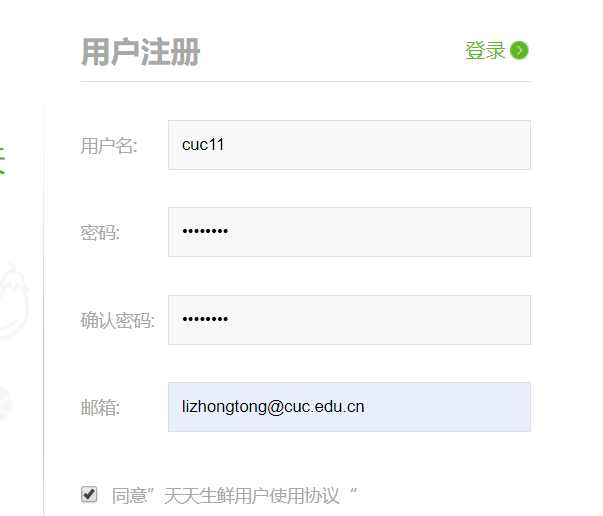 用户注册 登录
用户名: cuc11
密码: ••••••••
确认密码: ••••••••
邮箱: lizhongtong@cuc.edu.cn
同意”天天生鲜用户使用协议“